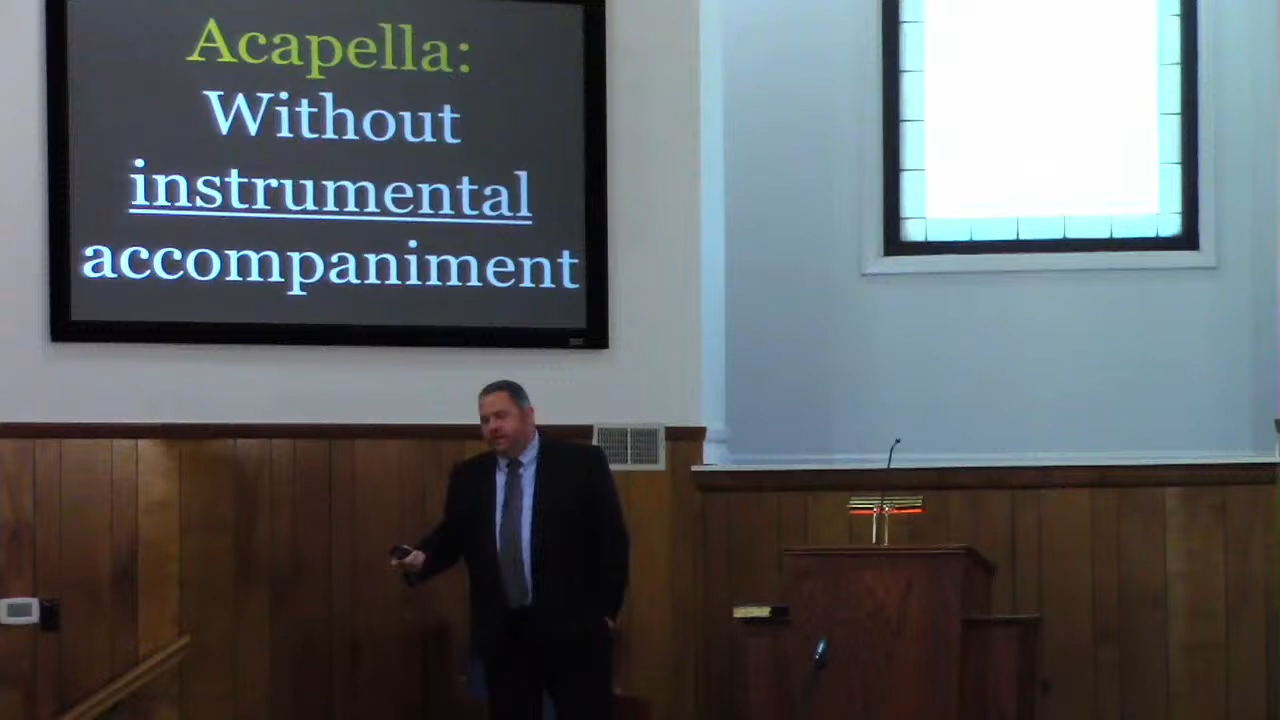 Acapella:
Without
instrumental
accompaniment